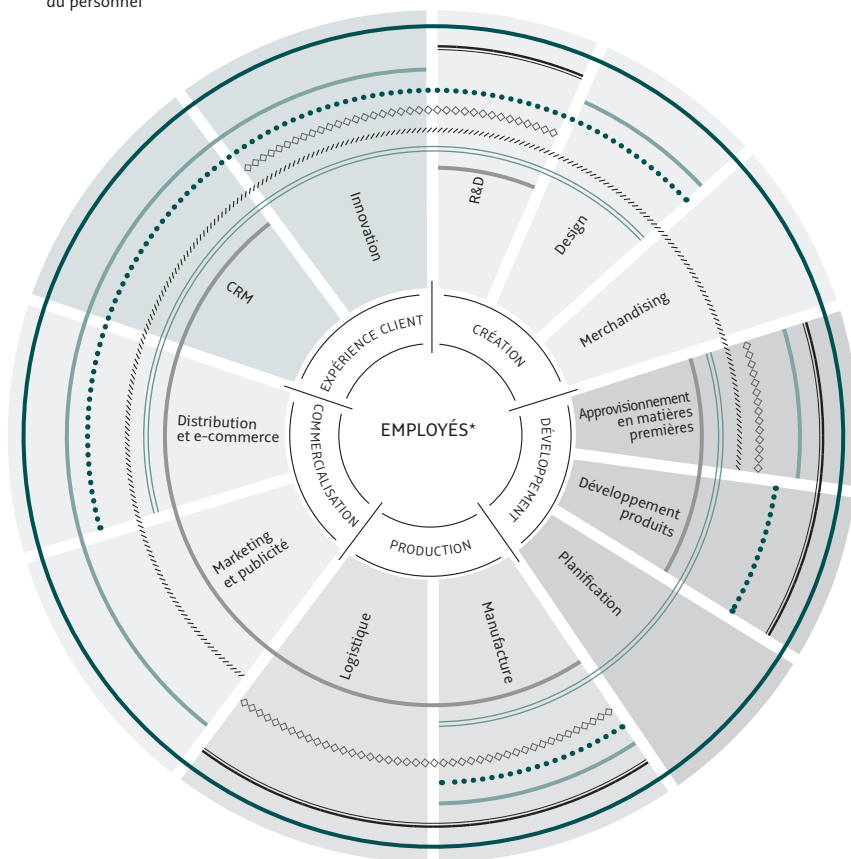 du personnel
Innovation
R&D
Design
CRM
Merchandising
EXPÉRIENCE CLIENT
CRÉATION
Distribution
et e-commerce
EMPLOYÉS*
Approvisionnement
en matières
premières
COMMERCIALISATION
DÉVELOPPEMENT
Développement
produits
Marketing
et publicité
PRODUCTION
Planification
Logistique
Manufacture